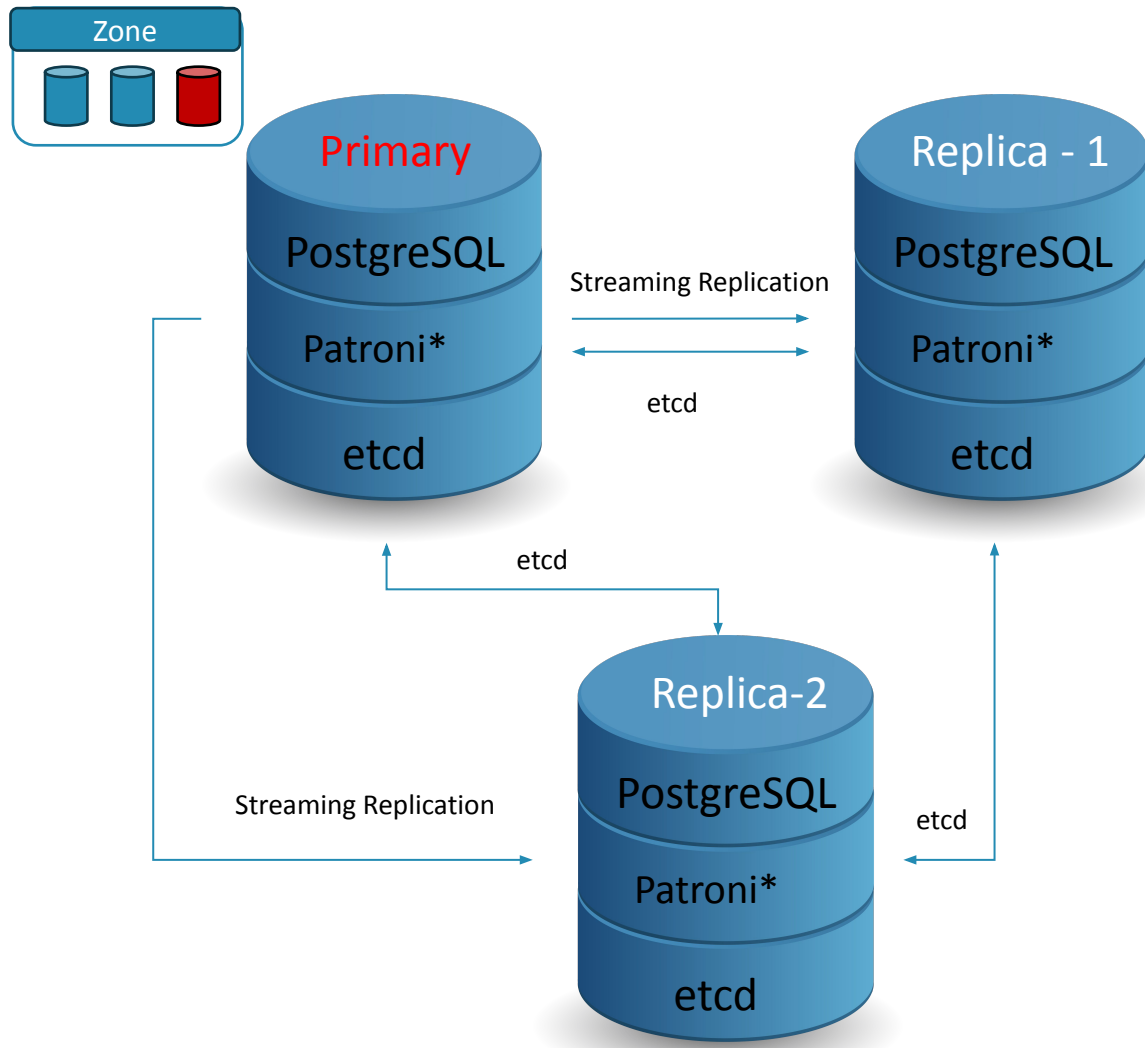 Zone
Primary
PostgreSQL
Patroni*
etcd
Streaming Replication
etcd
Replica - 1
PostgreSQL
Patroni*
etcd
etcd
Replica-2
PostgreSQL
Patroni*
etcd
Streaming Replication
etcd